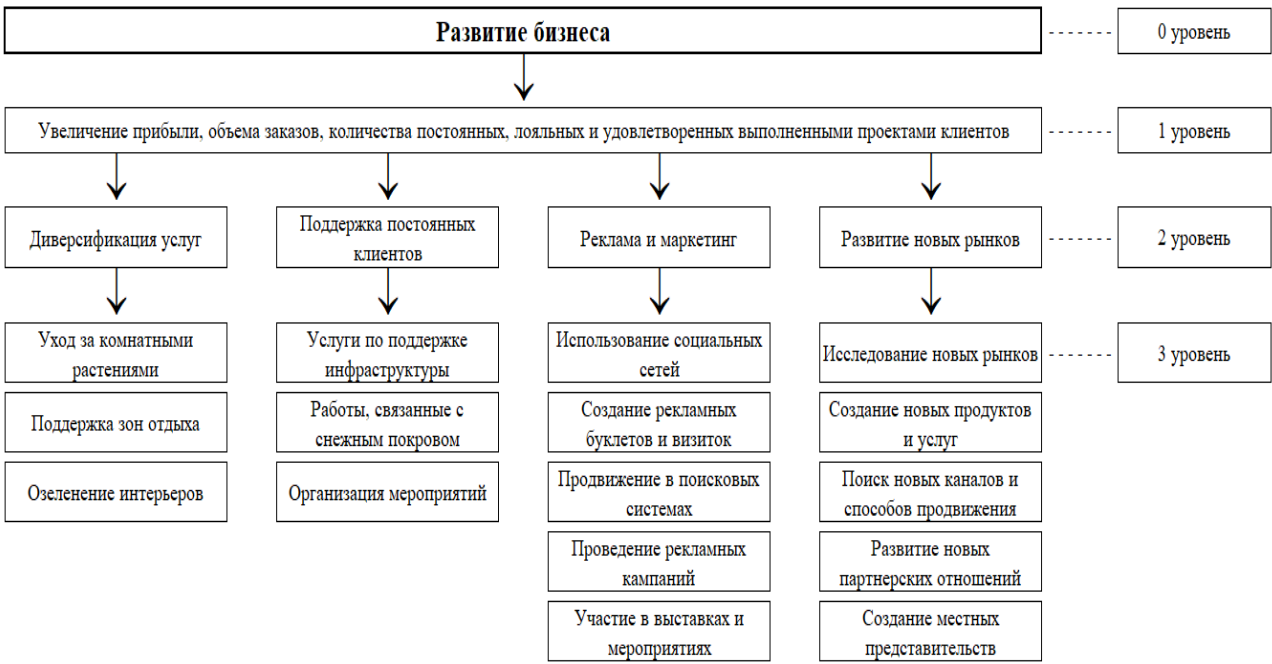 Развитие бизнеса
0 уровень
Увеличение прибыли, объема заказов, количества постоянных, лояльных и удовлетворенных выполненными проектами клиентов
1 уровень
Диверсификация услуг
Поддержка постоянных
клиентов
Реклама и маркетинг
Развитие новых рынков
2 уровень
Уход за комнатными
растениями
Услуги по поддержке
инфраструктуры
Использование социальных
сетей
Исследование новых рынков
3 уровень
Поддержка зон отдыха
Работы, связанные с
снежным покровом
Создание рекламных
буклетов и визиток
Создание новых продуктов
и услуг
Озеленение интерьеров
Организация мероприятий
Продвижение в поисковых
системах
Поиск новых каналов и
способов продвижения
Проведение рекламных
кампаний
Развитие новых
партнерских отношений
Участие в выставках и
мероприятиях
Создание местных
представительств